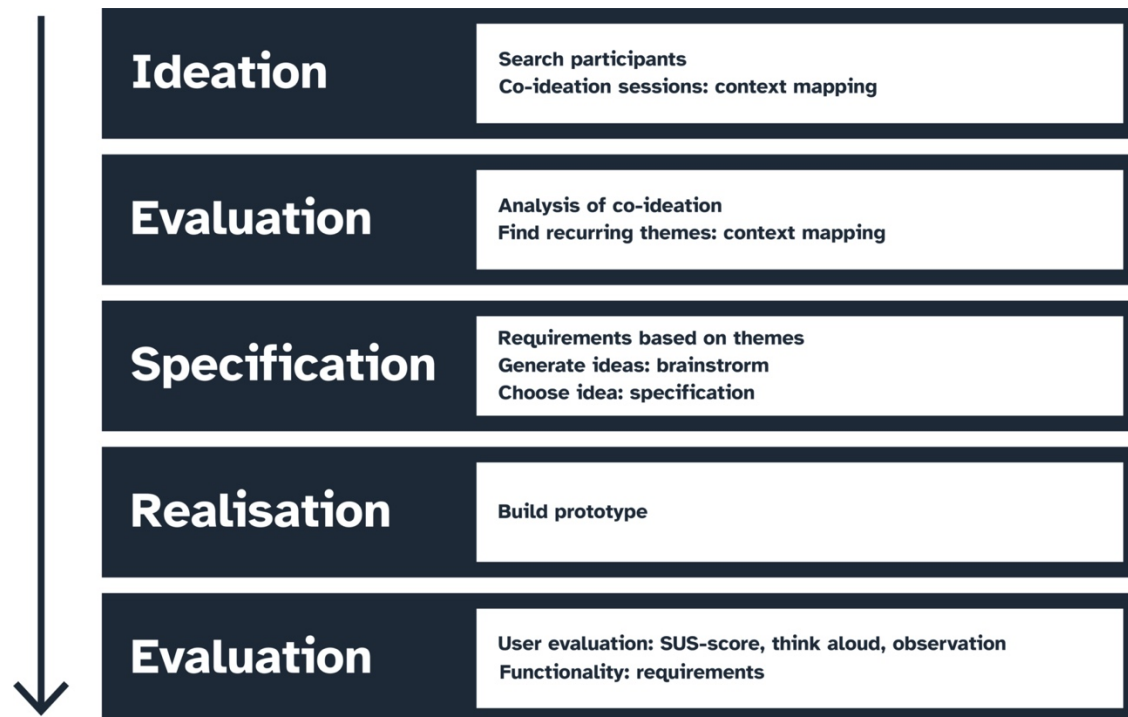 Ideation
Search participants
Co-ideation sessions: context mapping
Evaluation
Analysis of co-ideation
Find recurring themes: context mapping
Specification
Requirements based on themes
Generate ideas: brainstrorm
Choose idea: specification
Realisation
Build prototype
Evaluation
User evaluation: SUS-score, think aloud, observation
Functionality: requirements